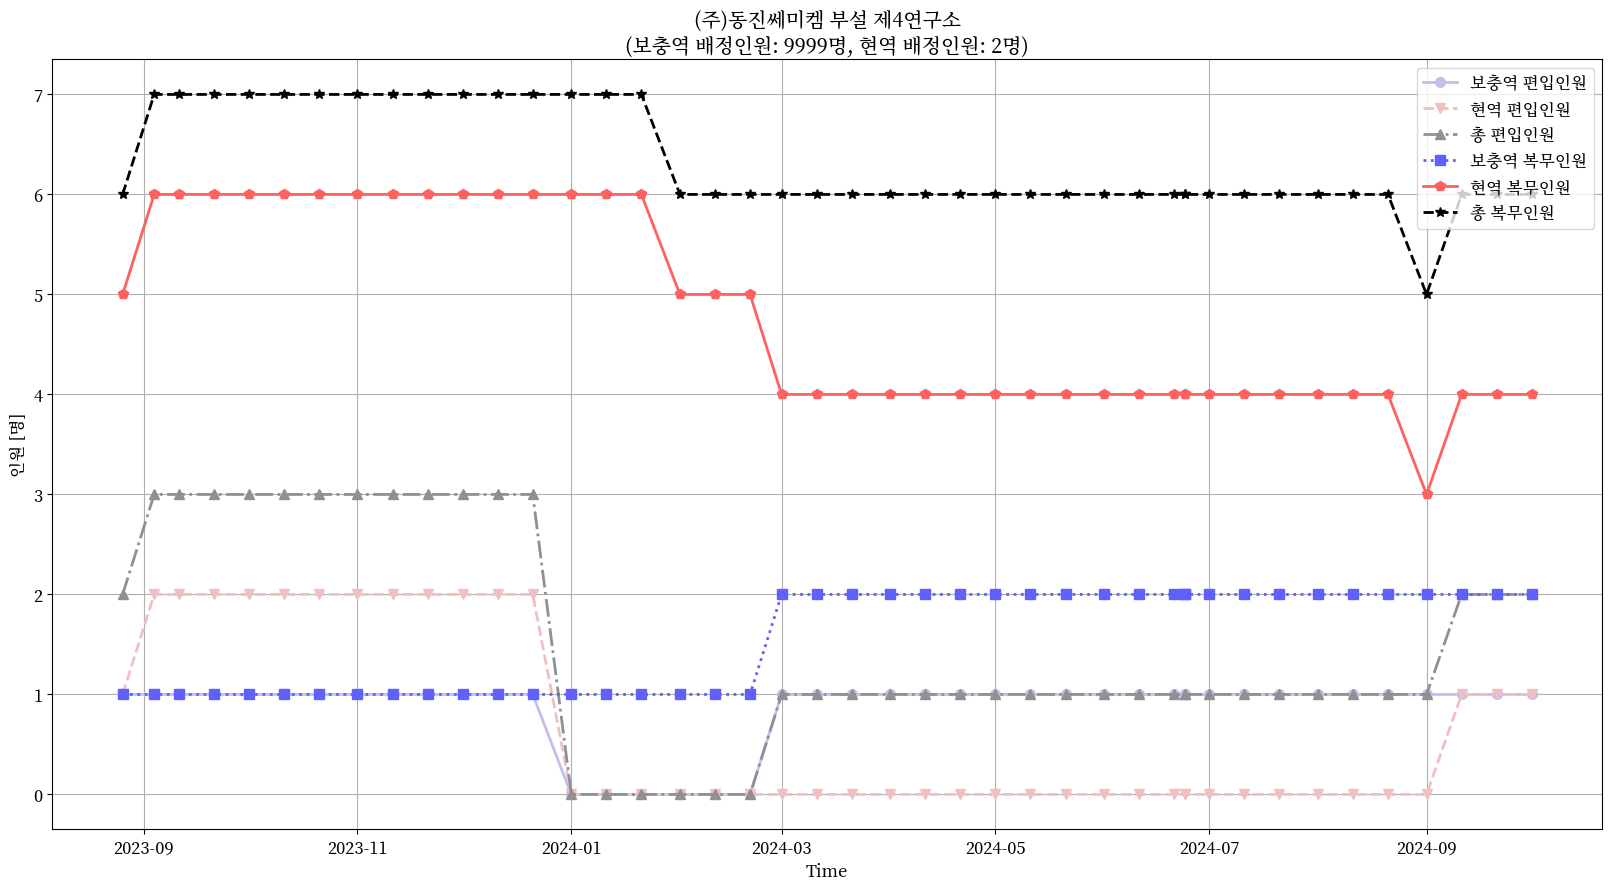 (주)동진쎄미켐 부설 제4연구소
(보충역 배정인원: 9999명, 현역 배정인원: 2명)
보충역 편입인원
현역 편입인원
총 편입인원
보충역 복무인원
현역 복무인원
총 복무인원
인원 [명]
7
6
5
4
3
2
1
0
2023-09
2023-11
2024-01
2024-03
2024-05
2024-07
2024-09
Time